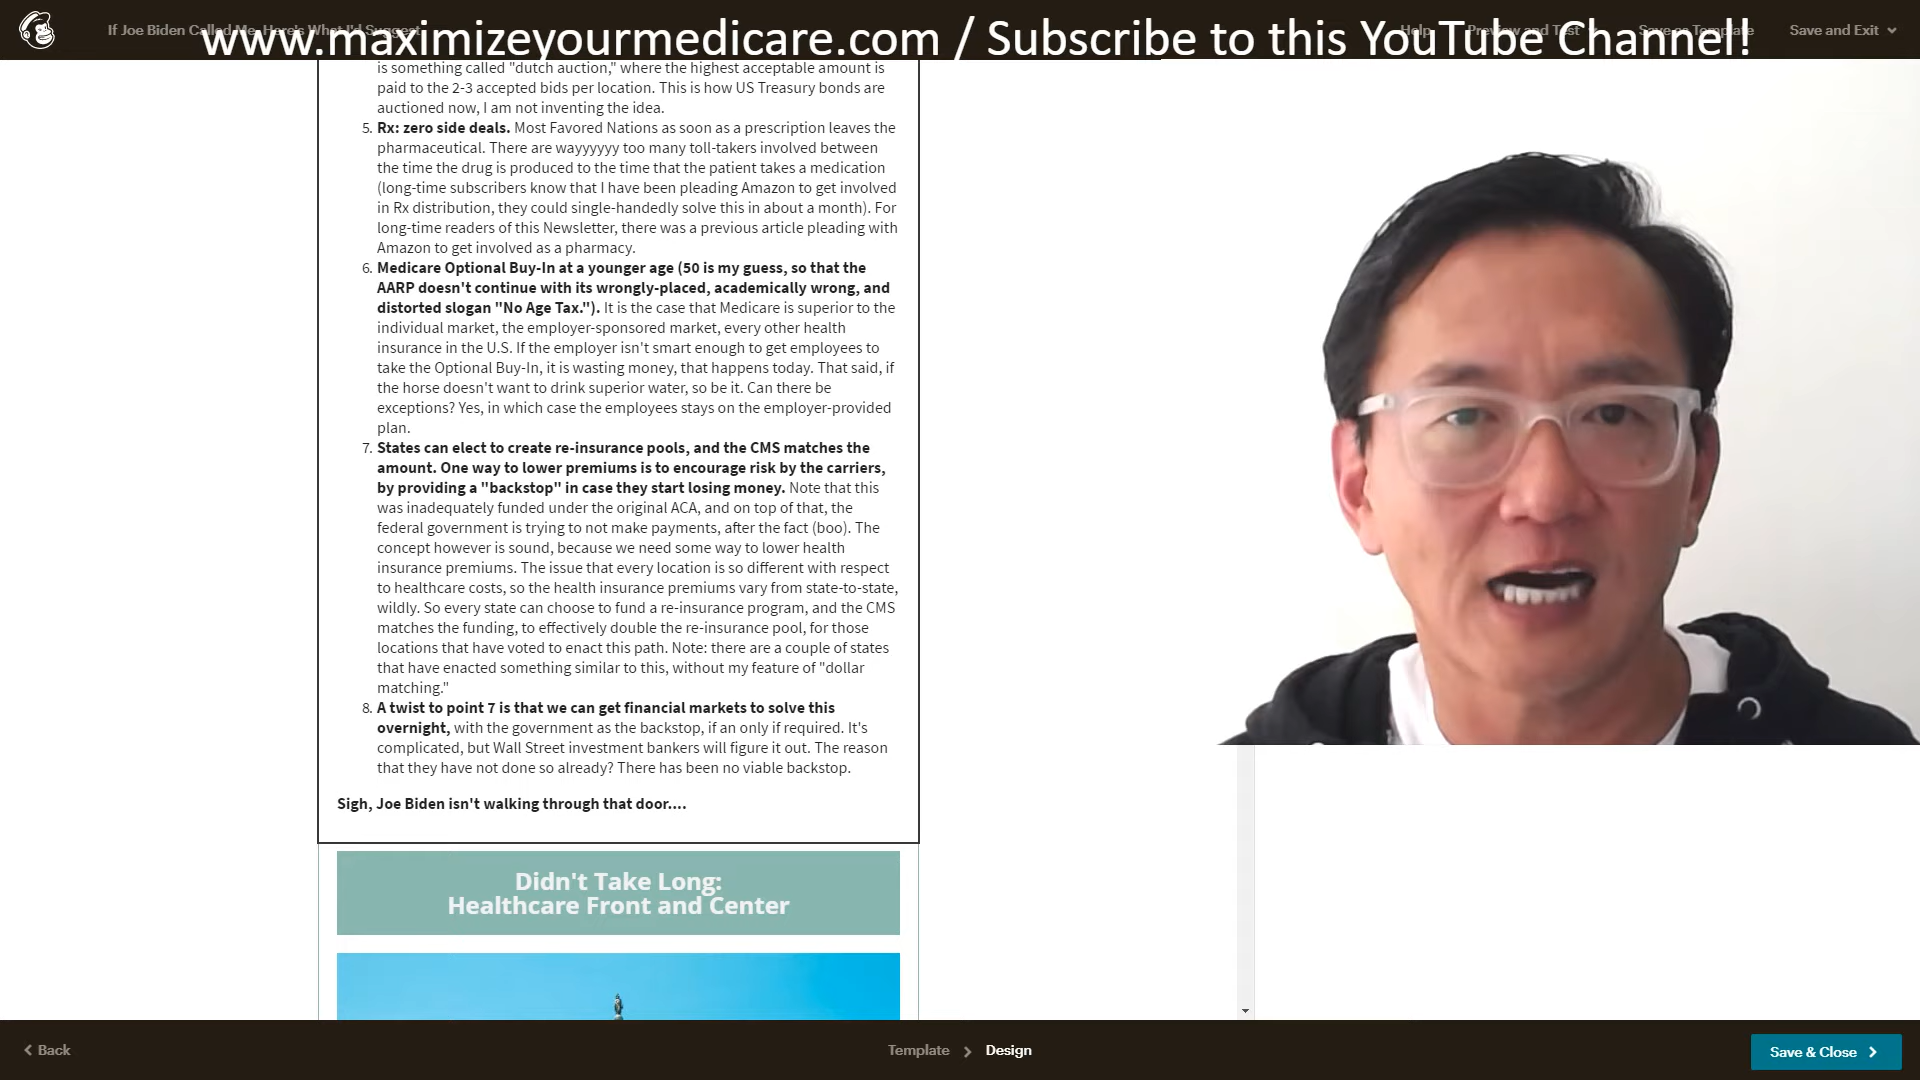 If Joe Biden Called Me, Here's What I'd Suggest
www.maximizeyourmedicare.com / Subscribe to this YouTube Channel!
Help
Preview and Test
Save as Template
Save and Exit
is something called "dutch auction," where the highest acceptable amount is
paid to the 2-3 accepted bids per location. This is how US Treasury bonds are
auctioned now, I am not inventing the idea.
5. Rx: zero side deals. Most Favored Nations as soon as a prescription leaves the
pharmaceutical. There are wayyyyyy too many toll-takers involved between
the time the drug is produced to the time that the patient takes a medication
(long-time subscribers know that I have been pleading Amazon to get involved
in Rx distribution, they could single-handedly solve this in about a month). For
long-time readers of this Newsletter, there was a previous article pleading with
Amazon to get involved as a pharmacy.
6. Medicare Optional Buy-In at a younger age (50 is my guess, so that the
AARP doesn't continue with its wrongly-placed, academically wrong, and
distorted slogan "No Age Tax."). It is the case that Medicare is superior to the
individual market, the employer-sponsored market, every other health
insurance in the U.S. If the employer isn't smart enough to get employees to
take the Optional Buy-In, it is wasting money, that happens today. That said, if
the horse doesn't want to drink superior water, so be it. Can there be
exceptions? Yes, in which case the employees stays on the employer-provided
plan.
7. States can elect to create re-insurance pools, and the CMS matches the
amount. One way to lower premiums is to encourage risk by the carriers,
by providing a "backstop" in case they start losing money. Note that this
was inadequately funded under the original ACA, and on top of that, the
federal government is trying to not make payments, after the fact (boo). The
concept however is sound, because we need some way to lower health
insurance premiums. The issue that every location is so different with respect
to healthcare costs, so the health insurance premiums vary from state-to-state,
wildly. So every state can choose to fund a re-insurance program, and the CMS
matches the funding, to effectively double the re-insurance pool, for those
locations that have voted to enact this path. Note: there are a couple of states
that have enacted something similar to this, without my feature of "dollar
matching."
8. A twist to point 7 is that we can get financial markets to solve this
overnight, with the government as the backstop, if an only if required. It's
complicated, but Wall Street investment bankers will figure it out. The reason
that they have not done so already? There has been no viable backstop.
Sigh, Joe Biden isn't walking through that door....
Didn't Take Long:
Healthcare Front and Center
Back
Template
Design
Save & Close